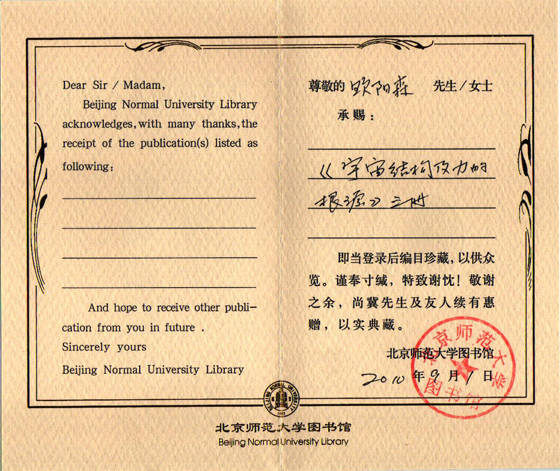 Dear Sir / Madam,
Beijing Normal University Library
acknowledges, with many thanks, the
receipt of the publication(s) listed as
following:
And hope to receive other publi-
cation from you in future .
Sincerely yours
Beijing Normal University Library
尊敬的 欧阳森 先生/女士
承赐:
《宇宙结构及力的
根源》三册
即当登录后编目珍藏,以供众
览。谨奉寸缄,特致谢忱!敬谢
之余,尚冀先生及友人续有惠
赠,以实典藏。
北京师范大学图书馆
2010年9月1日
北京师范大学
图书馆
北京师范大学图书馆
Beijing Normal University Library